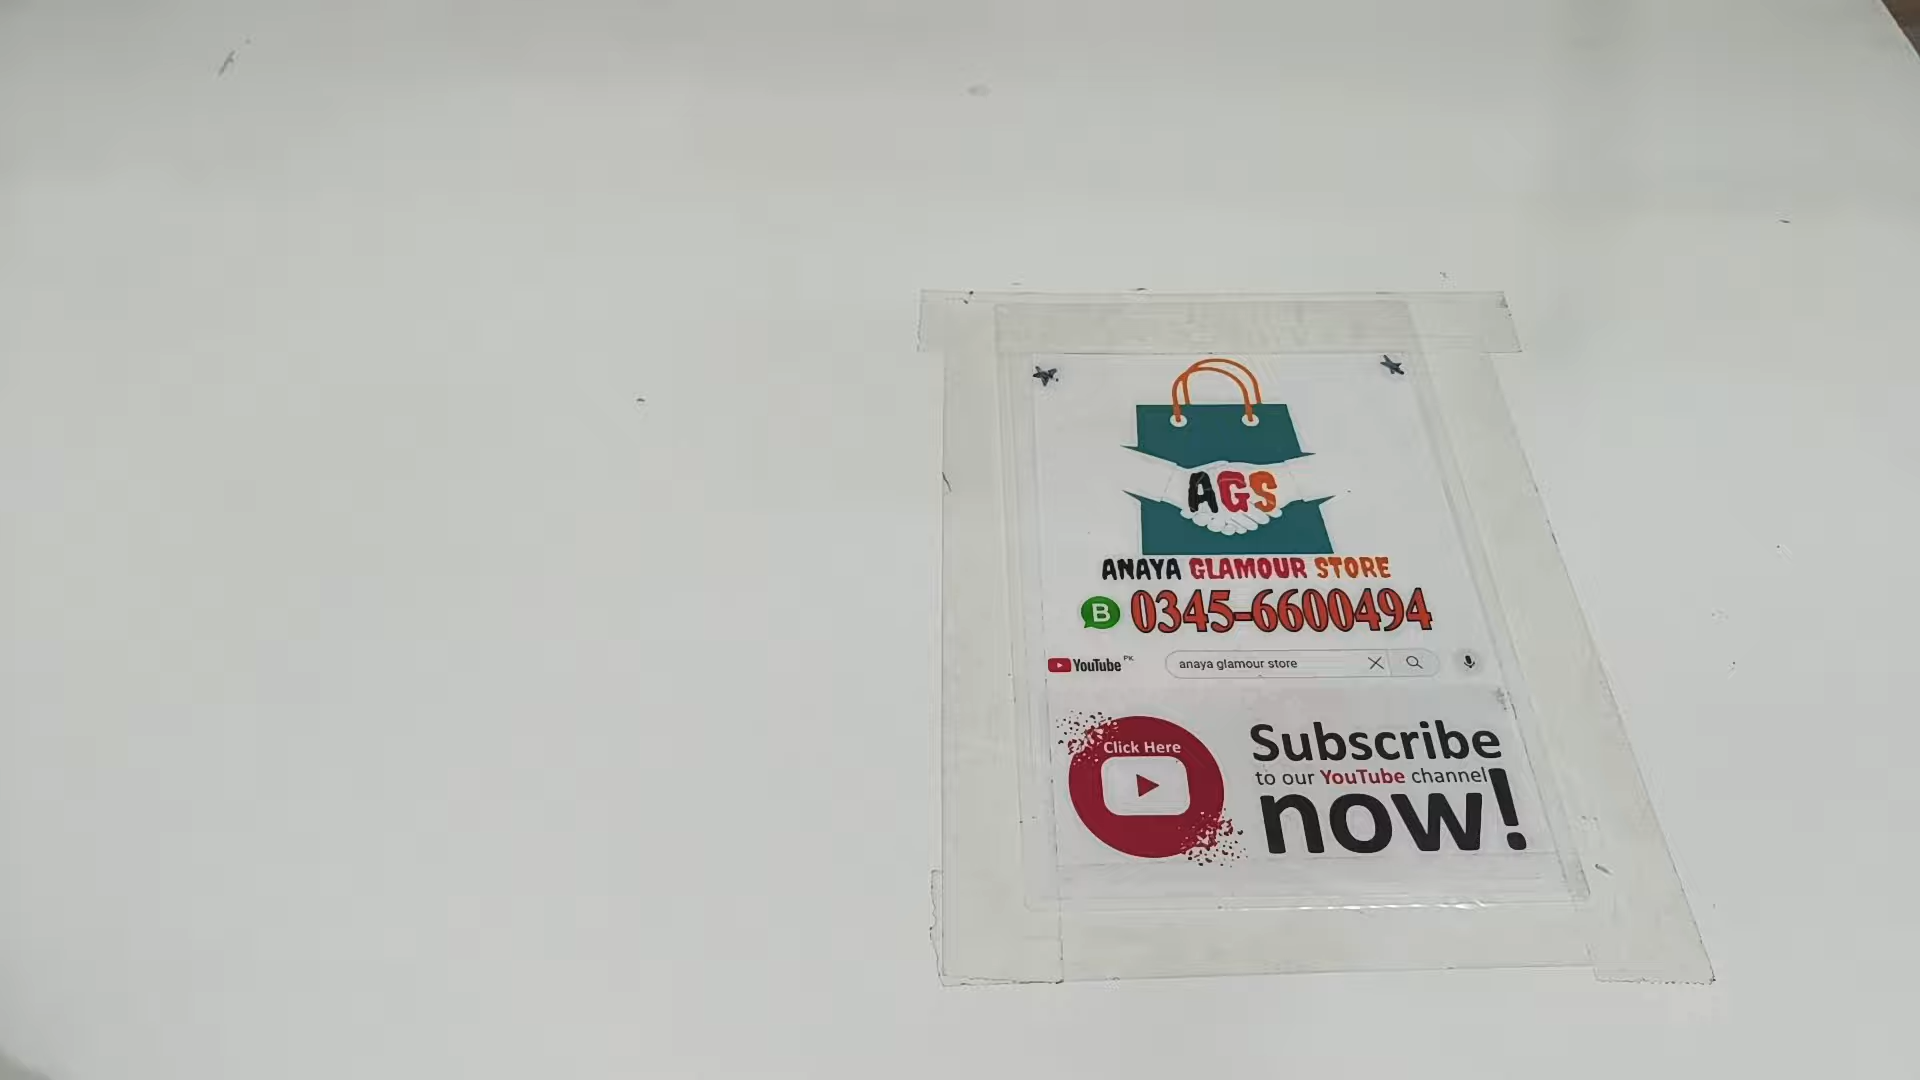 AGS
ANAYA GLAMOUR STORE
B 0345-6600494
YouTube PK anaya glamour store
Click Here
Subscribe
to our YouTube channel
now!